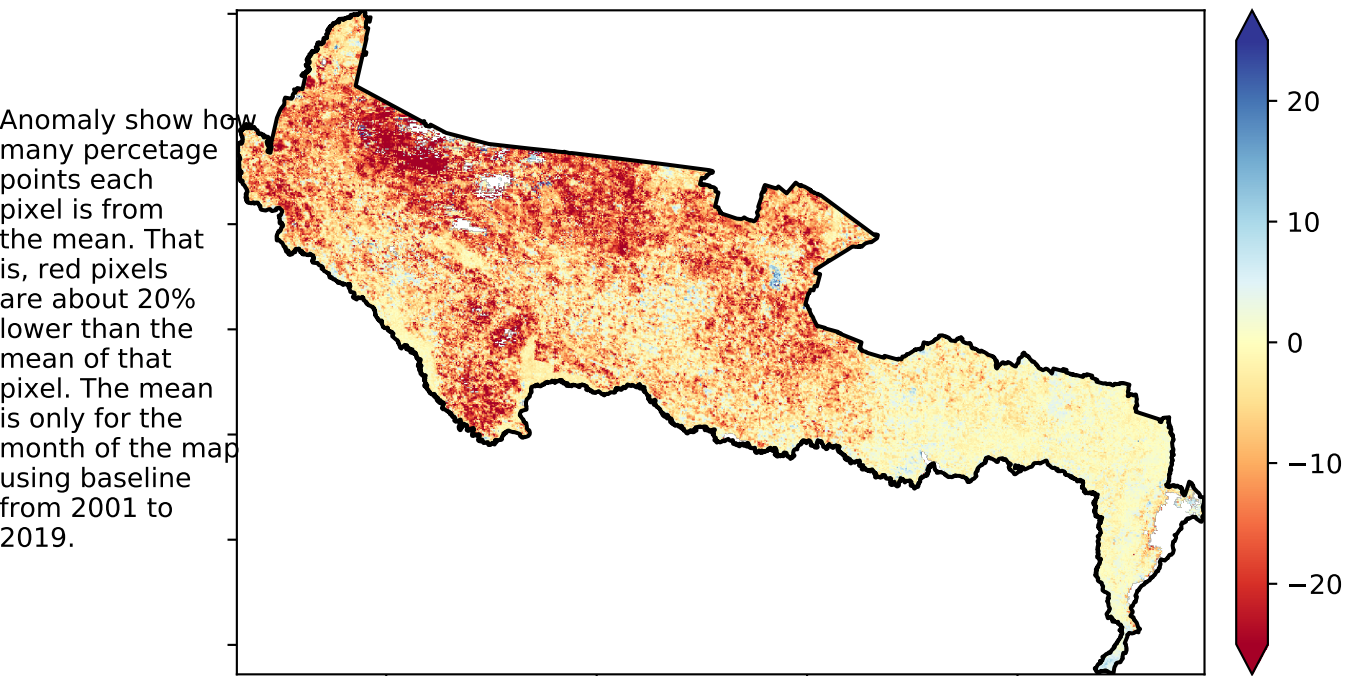 Anomaly show how
many percetage
points each
pixel is from
the mean. That
is, red pixels
are about 20%
lower than the
mean of that
pixel. The mean
is only for the
month of the map
using baseline
from 2001 to
2019.
20
10
0
−10
−20